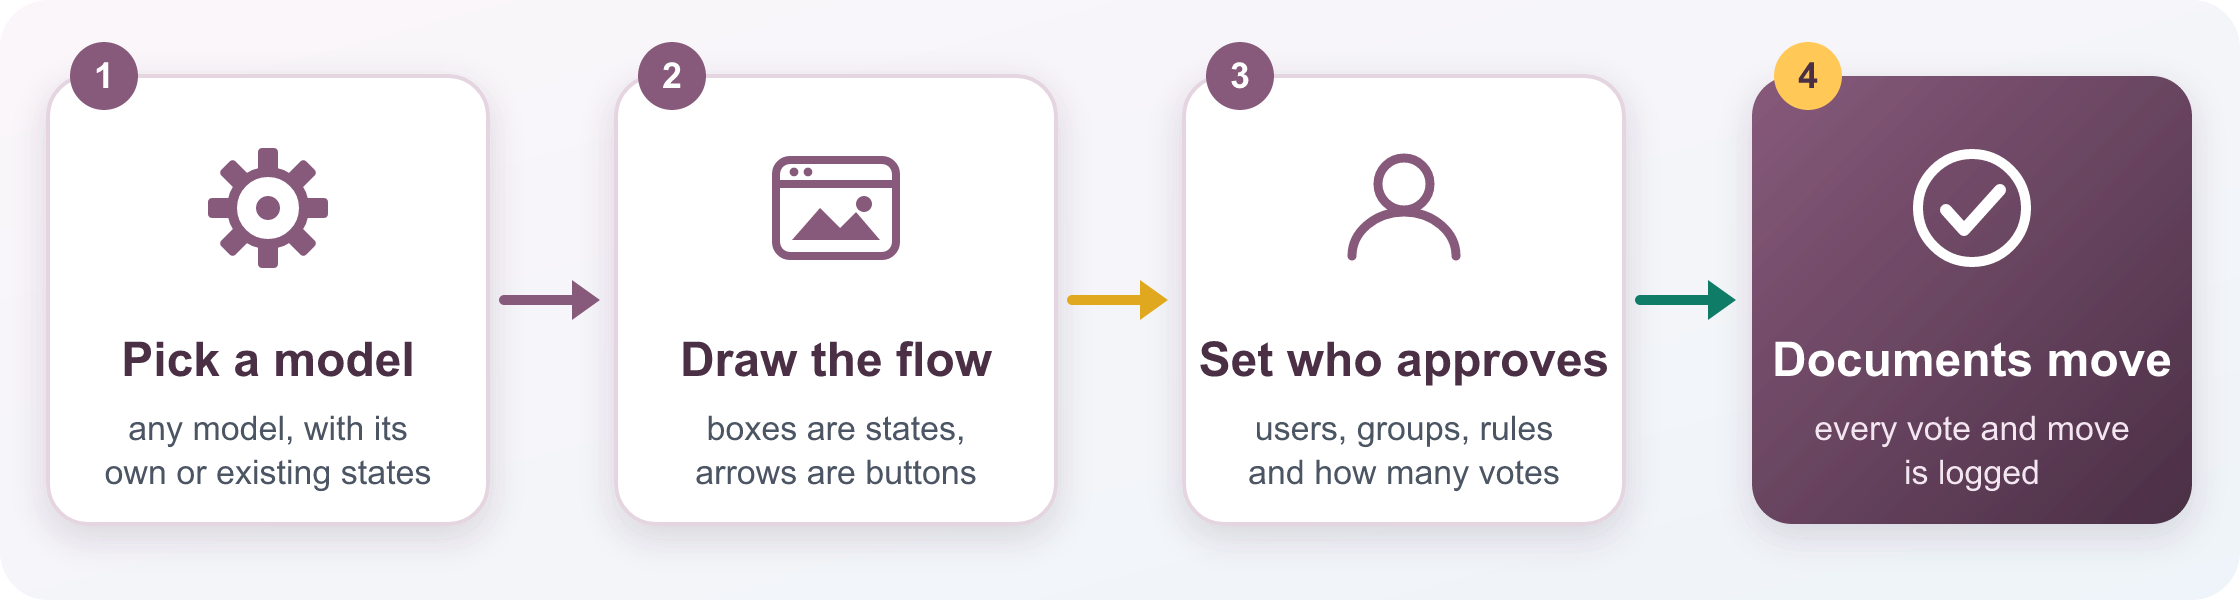 1
Pick a model
any model, with its
own or existing states
2
Draw the flow
boxes are states,
arrows are buttons
3
Set who approves
users, groups, rules
and how many votes
4
Documents move
every vote and move
is logged